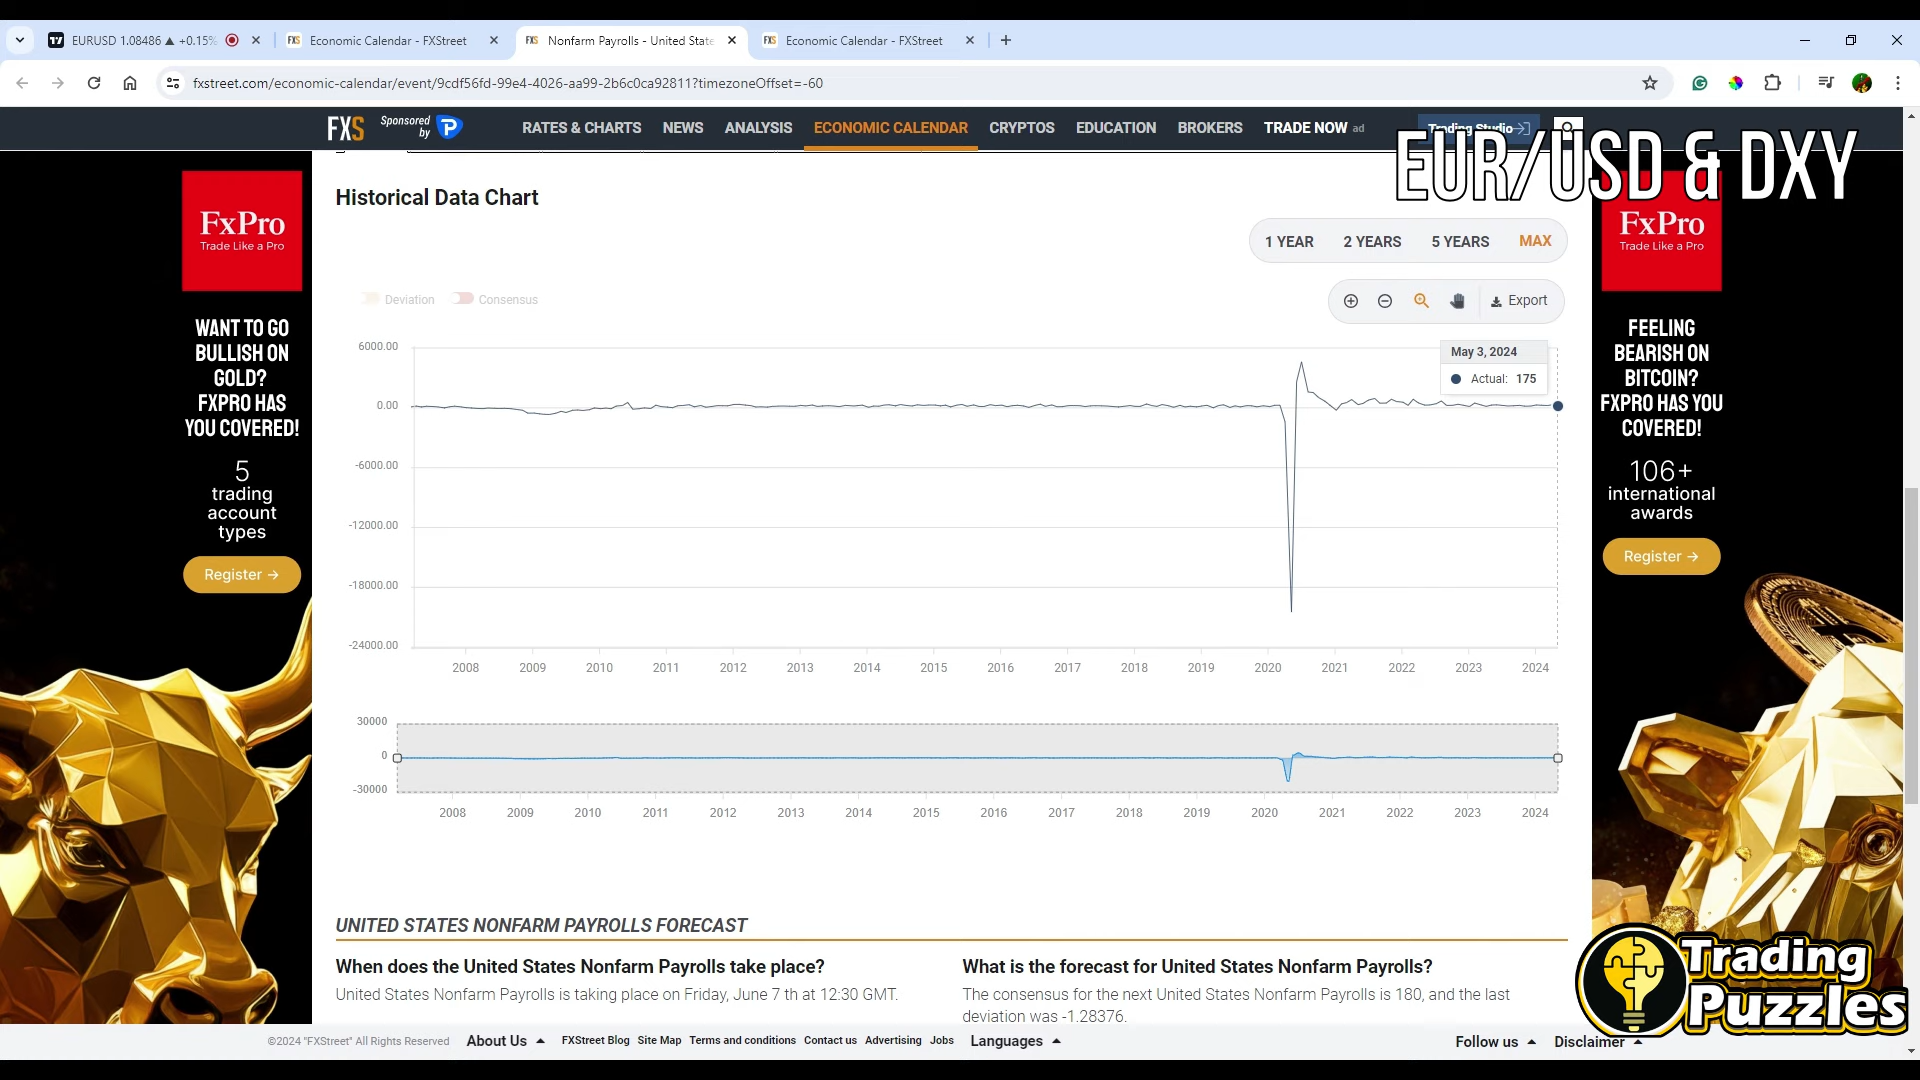 EURUSD 1.08486 ▲ +0.15%
Economic Calendar - FXStreet
Nonfarm Payrolls - United State
Economic Calendar - FXStreet
fxstreet.com/economic-calendar/event/9cdf56fd-99e4-4026-aa99-2b6c0ca92811?timezoneOffset=-60
FXS
Sponsored by
RATES & CHARTS
NEWS
ANALYSIS
ECONOMIC CALENDAR
CRYPTOS
EDUCATION
BROKERS
TRADE NOW ad
Trading Studio
EUR/USD & DXY
Historical Data Chart
1 YEAR
2 YEARS
5 YEARS
MAX
Deviation
Consensus
Export
6000.00
0.00
-6000.00
-12000.00
-18000.00
-24000.00
May 3, 2024
Actual: 175
2008 2009 2010 2011 2012 2013 2014 2015 2016 2017 2018 2019 2020 2021 2022 2023 2024
30000
0
-30000
2008 2009 2010 2011 2012 2013 2014 2015 2016 2017 2018 2019 2020 2021 2022 2023 2024
FxPro
Trade Like a Pro
WANT TO GO
BULLISH ON
GOLD?
FXPRO HAS
YOU COVERED!
5
trading
account
types
Register →
FxPro
Trade Like a Pro
FEELING
BEARISH ON
BITCOIN?
FXPRO HAS YOU
COVERED!
106+
international
awards
Register →
UNITED STATES NONFARM PAYROLLS FORECAST
When does the United States Nonfarm Payrolls take place?
United States Nonfarm Payrolls is taking place on Friday, June 7 th at 12:30 GMT.
What is the forecast for United States Nonfarm Payrolls?
The consensus for the next United States Nonfarm Payrolls is 180, and the last
deviation was -1.28376.
Trading
Puzzles
©2024 "FXStreet" All Rights Reserved
About Us
FXStreet Blog
Site Map
Terms and conditions
Contact us
Advertising
Jobs
Languages
Follow us
Disclaimer